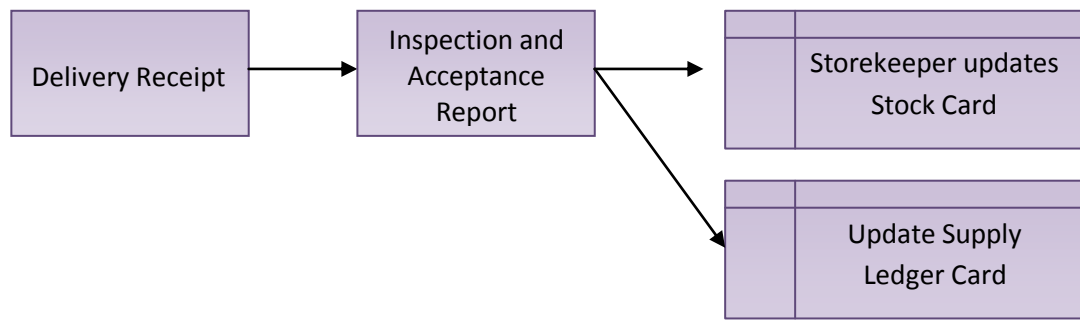 Delivery Receipt
Inspection and
Acceptance
Report
Storekeeper updates
Stock Card
Update Supply
Ledger Card